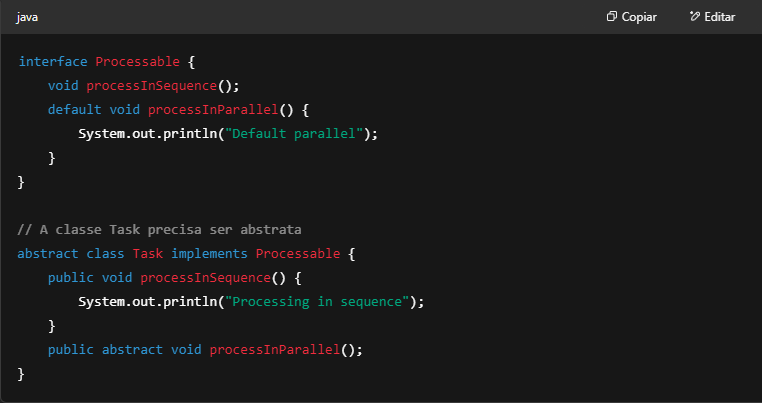 java
Copiar
Editar
interface Processable {
    void processInSequence();
    default void processInParallel() {
        System.out.println("Default parallel");
    }
}

// A classe Task precisa ser abstrata
abstract class Task implements Processable {
    public void processInSequence() {
        System.out.println("Processing in sequence");
    }
    public abstract void processInParallel();
}